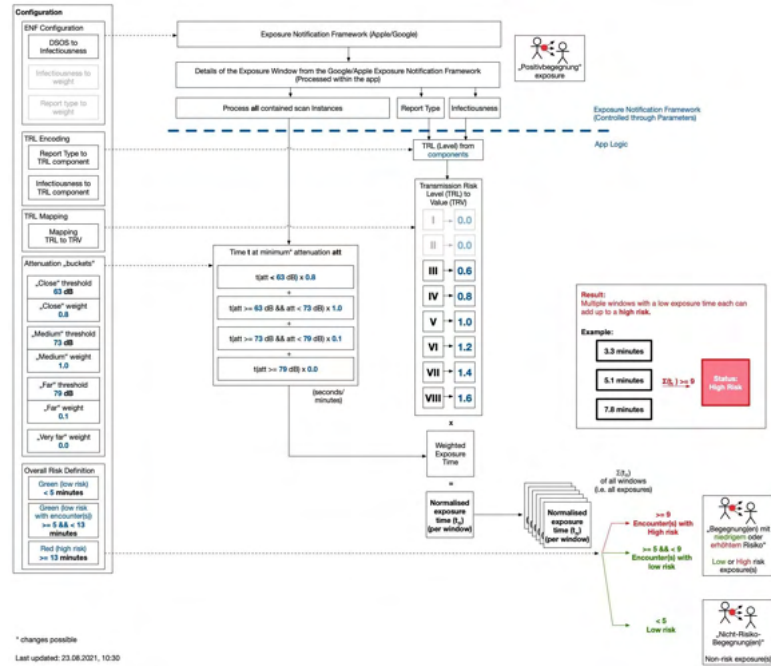 Configuration
ENF Configuration
DSOS to
Infectiousness
Infectiousness
to weight
Report type to
weight
TRL Encoding
Report Type to
TRL component
Infectiousness to
TRL component
TRL Mapping
Mapping
TRL to TRV
Attenuation „buckets"
„Close" threshold
63 dB
„Close" weight
0.8
„Medium" threshold
73 dB
„Medium" weight
1.0
„Far" threshold
79 dB
„Far" weight
0.1
„Very far" weight
0.0
Overall Risk Definition
Green (low risk)
< 5 minutes
Green (low risk
with encounter(s))
>= 5 && < 13
minutes
Red (high risk)
>= 13 minutes
Exposure Notification Framework (Apple/Google)
Details of the Exposure Window from the Google/Apple Exposure Notification Framework
(Processed within the app)
Process all contained scan Instances
Report Type
Infectiousness
„Positivbegegnung"
exposure
Exposure Notification Framework
(Controlled through Parameters)
App Logic
TRL (Level) from
components
Transmission Risk
Level (TRL) to
Value (TRV)
I 0.0
II 0.0
III 0.6
IV 0.8
V 1.0
VI 1.2
VII 1.4
VIII 1.6
Time t at minimum* attenuation att
t(att < 63 dB) x 0.8
+
t(att >= 63 dB && att < 73 dB) x 1.0
+
t(att >= 73 dB && att < 79 dB) x 0.1
+
t(att >= 79 dB) x 0.0
(seconds/
minutes)
x
Weighted
Exposure
Time
=
Normalised
exposure
time (tn)
(per window)
Normalised
exposure
time (tn)
(per window)
Σ(tn)
of all windows
(i.e. all exposures)
Result:
Multiple windows with a low exposure time each can
add up to a high risk.
Example:
3.3 minutes
5.1 minutes
7.8 minutes
Σ(tn) >= 9
Status:
High Risk
>= 9
Encounter(s) with
High risk
>= 5 && < 9
Encounter(s) with
low risk
< 5
Low risk
„Begegnung(en) mit
niedrigem oder
erhöhtem Risiko"
Low or High risk
exposure(s)
„Nicht-Risiko-
Begegnung(en)"
Non-risk exposure(s)
* changes possible
Last updated: 23.08.2021, 10:30